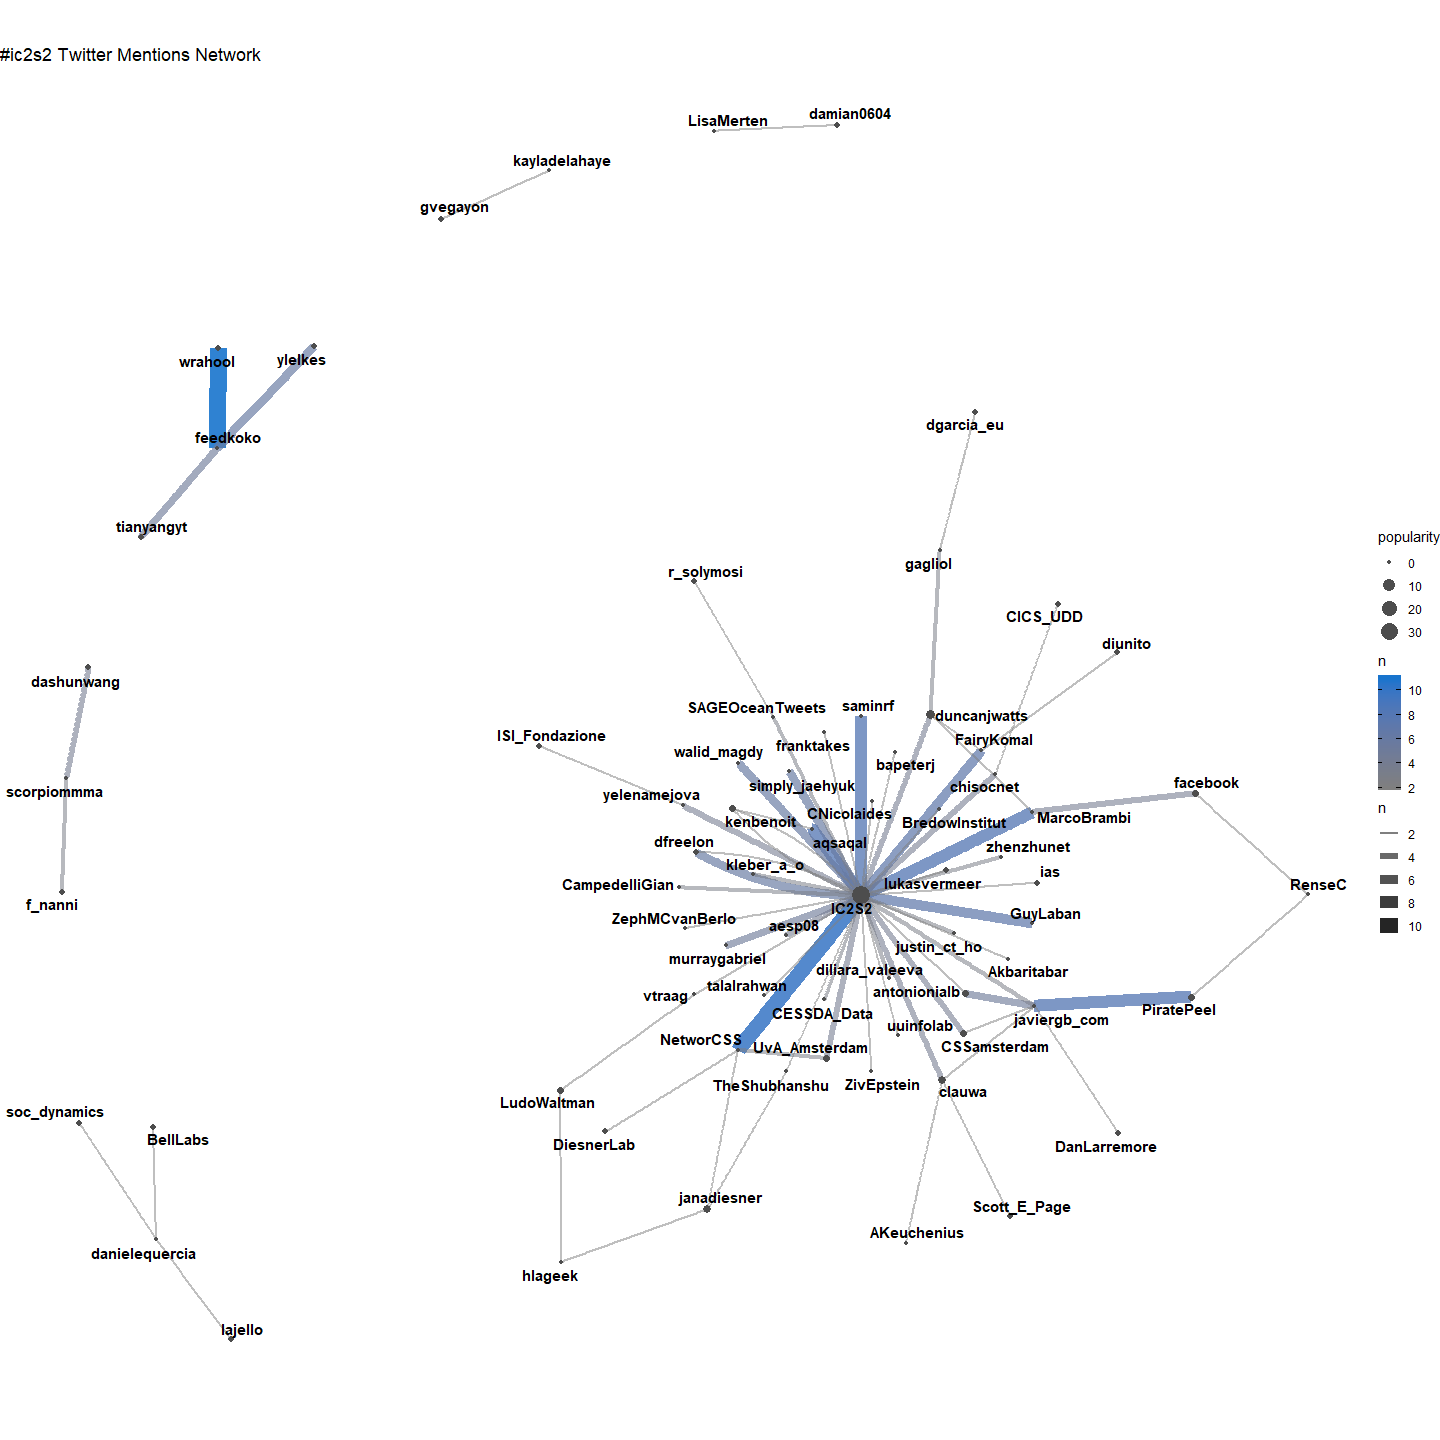 #ic2s2 Twitter Mentions Network
damian0604
LisaMerten
kayladelahaye
gvegayon
wrahool
ylelkes
feedkoko
tianyangyt
dgarcia_eu
gagliol
r_solymosi
CICS_UDD
diunito
dashunwang
scorpiommma
f_nanni
SAGEOceanTweets
saminrf
duncanjwatts
ISI_Fondazione
walid_magdy
franktakes
FairyKomal
bapeterj
simply_jaehyuk
chisocnet
facebook
yelenamejova
kenbenoit
CNicolaides
BredowInstitut
MarcoBrambi
dfreelon
aqsaqal
zhenzhunet
kleber_a_o
ias
CampedelliGian
lukasvermeer
RenseC
IC2S2
GuyLaban
ZephMCvanBerlo
aesp08
justin_ct_ho
murraygabriel
diliara_valeeva
Akbaritabar
vtraag
talalrahwan
antonionialb
CESSDA_Data
javiergb_com
PiratePeel
uuinfolab
NetworCSS
UvA_Amsterdam
CSSamsterdam
TheShubhanshu
ZivEpstein
clauwa
LudoWaltman
DiesnerLab
DanLarremore
soc_dynamics
BellLabs
danielequercia
lajello
janadiesner
Scott_E_Page
AKeuchenius
hlageek
popularity
0
10
20
30
n
10
8
6
4
2
n
2
4
6
8
10